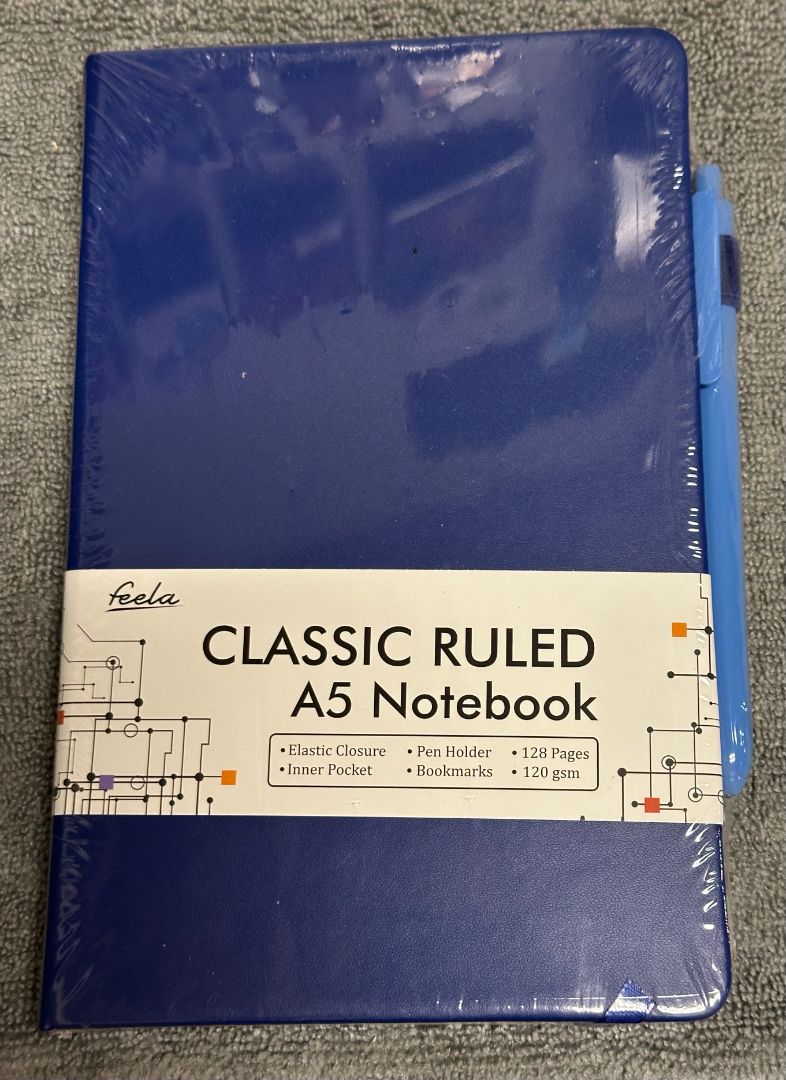 feela
CLASSIC RULED
A5 Notebook
•Elastic Closure •Pen Holder • 128 Pages
•Inner Pocket •Bookmarks • 120 gsm